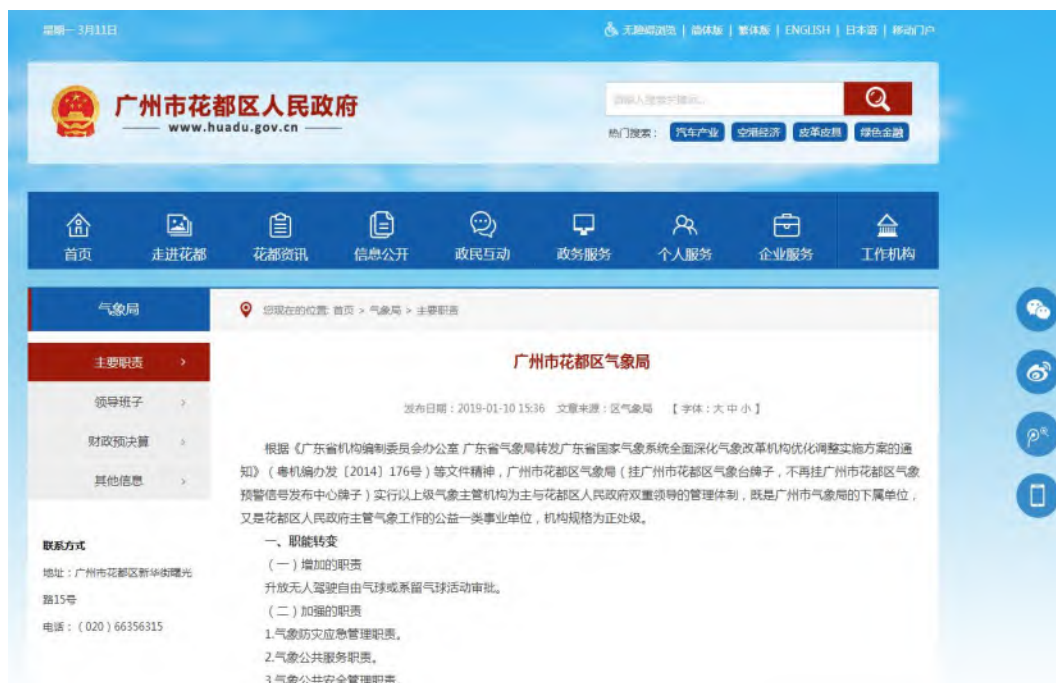 星期一 3月11日
无障碍浏览 | 简体版 | 繁体版 | ENGLISH | 日本语 | 移动门户
广州市花都区人民政府
www.huadu.gov.cn
请输入搜索关键词...
热门搜索： 汽车产业 空港经济 皮革皮具 绿色金融
首页 走进花都 花都资讯 信息公开 政民互动 政务服务 个人服务 企业服务 工作机构
气象局
您现在的位置: 首页 > 气象局 > 主要职责
主要职责 >
领导班子 >
财政预决算 >
其他信息 >
联系方式
地址：广州市花都区新华街曙光
路15号
电话：（020）66356315
广州市花都区气象局
发布日期：2019-01-10 15:36 文章来源：区气象局 【 字体：大 中 小 】
根据《广东省机构编制委员会办公室 广东省气象局转发广东省国家气象系统全面深化气象改革机构优化调整实施方案的通
知》（粤机编办发〔2014〕176号）等文件精神，广州市花都区气象局（挂广州市花都区气象台牌子，不再挂广州市花都区气象
预警信号发布中心牌子）实行以上级气象主管机构为主与花都区人民政府双重领导的管理体制，既是广州市气象局的下属单位，
又是花都区人民政府主管气象工作的公益一类事业单位，机构规格为正处级。
一、职能转变
（一）增加的职责
升放无人驾驶自由气球或系留气球活动审批。
（二）加强的职责
1.气象防灾应急管理职责。
2.气象公共服务职责。
3.气象公共安全管理职责。